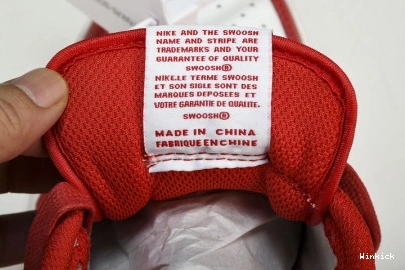 NIKE AND THE SWOOSH
NAME AND STRIPE ARE
TRADEMARKS AND YOUR
GUARANTEE OF QUALITY
SWOOSH®
NIKE.LE TERME SWOOSH
ET SON SIGLE SONT DES
MARQUES DEPOSEES ET
VOTRE GARANTIE DE QUALITE.
SWOOSH®
MADE IN CHINA
FABRIQUE EN CHINE
Winkick